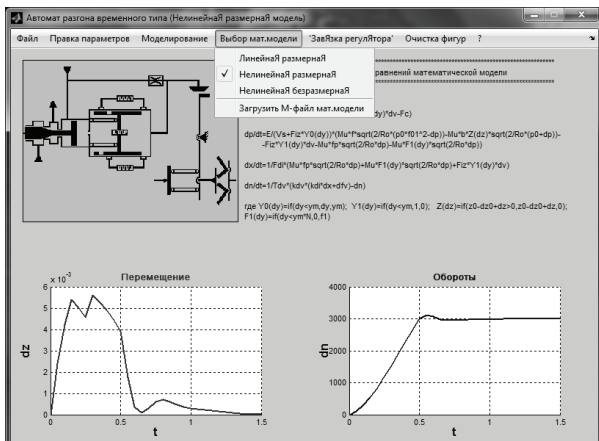 Автомат разгона временного типа (НелинейнаЯ размернаЯ модель)
Файл Правка параметров Моделирование Выбор мат.модели 'ЗавЯзка регулЯтора' Очистка фигур ?
ЛинейнаЯ размернаЯ
✓ НелинейнаЯ размернаЯ
НелинейнаЯ безразмернаЯ
Загрузить М-файл мат.модели
равнений математической модели
dy)*dv-Fc)
dp/dt=E/(Vs+Fiz*Y0(dy))*(Mu*f*sqrt(2/Ro*(p0*f01^2-dp))-Mu*b*Z(dz)*sqrt(2/Ro*(p0+dp))-
-Fiz*Y1(dy)*dv-Mu*fp*sqrt(2/Ro*dp)-Mu*F1(dy)*sqrt(2/Ro*dp))
dx/dt=1/Fdi*(Mu*fp*sqrt(2/Ro*dp)+Mu*F1(dy)*sqrt(2/Ro*dp)+Fiz*Y1(dy)*dv)
dn/dt=1/Tdv*(kdv*(kdi*dx+dfv)-dn)
где Y0(dy)=if(dy<ym,dy,ym); Y1(dy)=if(dy<ym,1,0); Z(dz)=if(z0-dz0+dz>0,z0-dz0+dz,0);
F1(dy)=if(dy<ym*N,0,f1)
Перемещение
x 10^-3
6
5
4
3
2
1
0
dz
0 0.5 1 1.5
t
Обороты
4000
3000
2000
1000
0
dn
0 0.5 1 1.5
t